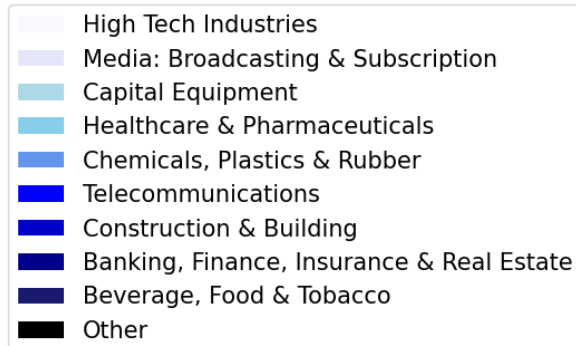 High Tech Industries
Media: Broadcasting & Subscription
Capital Equipment
Healthcare & Pharmaceuticals
Chemicals, Plastics & Rubber
Telecommunications
Construction & Building
Banking, Finance, Insurance & Real Estate
Beverage, Food & Tobacco
Other